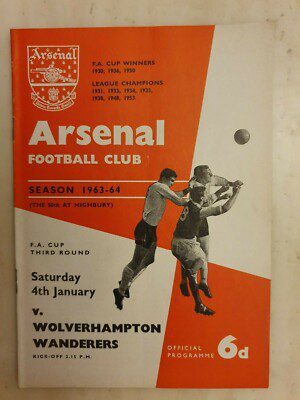 Arsenal
F.A. CUP WINNERS
1930, 1936, 1950
LEAGUE CHAMPIONS
1931, 1933, 1934, 1935,
1938, 1948, 1953
Arsenal
FOOTBALL CLUB
SEASON 1963-64
(THE 50th AT HIGHBURY)
F.A. CUP
THIRD ROUND
Saturday
4th January
v.
WOLVERHAMPTON
WANDERERS
KICK-OFF 2.15 P.M.
OFFICIAL
PROGRAMME 6d